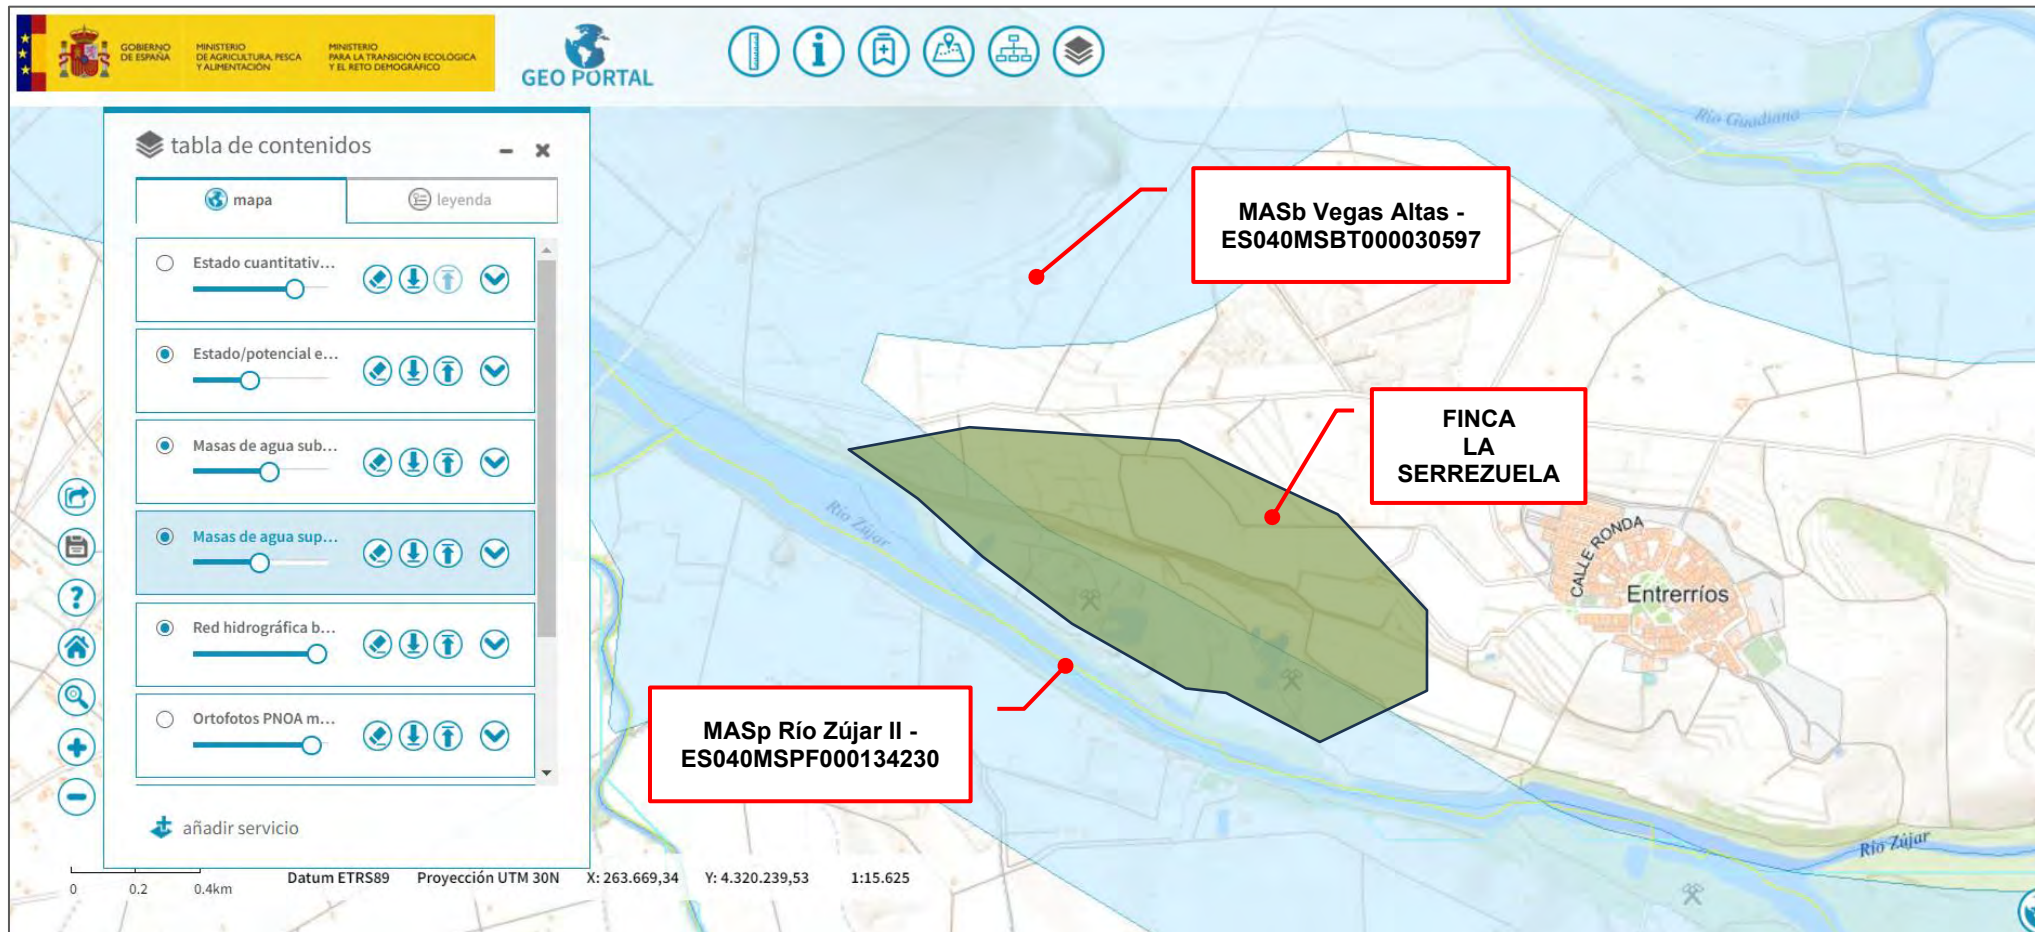 GOBIERNO
DE ESPAÑA
MINISTERIO
DE AGRICULTURA, PESCA
Y ALIMENTACIÓN
MINISTERIO
PARA LA TRANSICIÓN ECOLÓGICA
Y EL RETO DEMOGRÁFICO
GEO PORTAL
tabla de contenidos
mapa
leyenda
Estado cuantitativ...
Estado/potencial e...
Masas de agua sub...
Masas de agua sup...
Red hidrográfica b...
Ortofotos PNOA m...
añadir servicio
Río Guadiana
MASb Vegas Altas -
ES040MSBT000030597
FINCA
LA
SERREZUELA
Río Zújar
CALLE RONDA
Entrerríos
MASp Río Zújar II -
ES040MSPF000134230
Río Zújar
0 0.2 0.4km
Datum ETRS89 Proyección UTM 30N X: 263.669,34 Y: 4.320.239,53 1:15.625